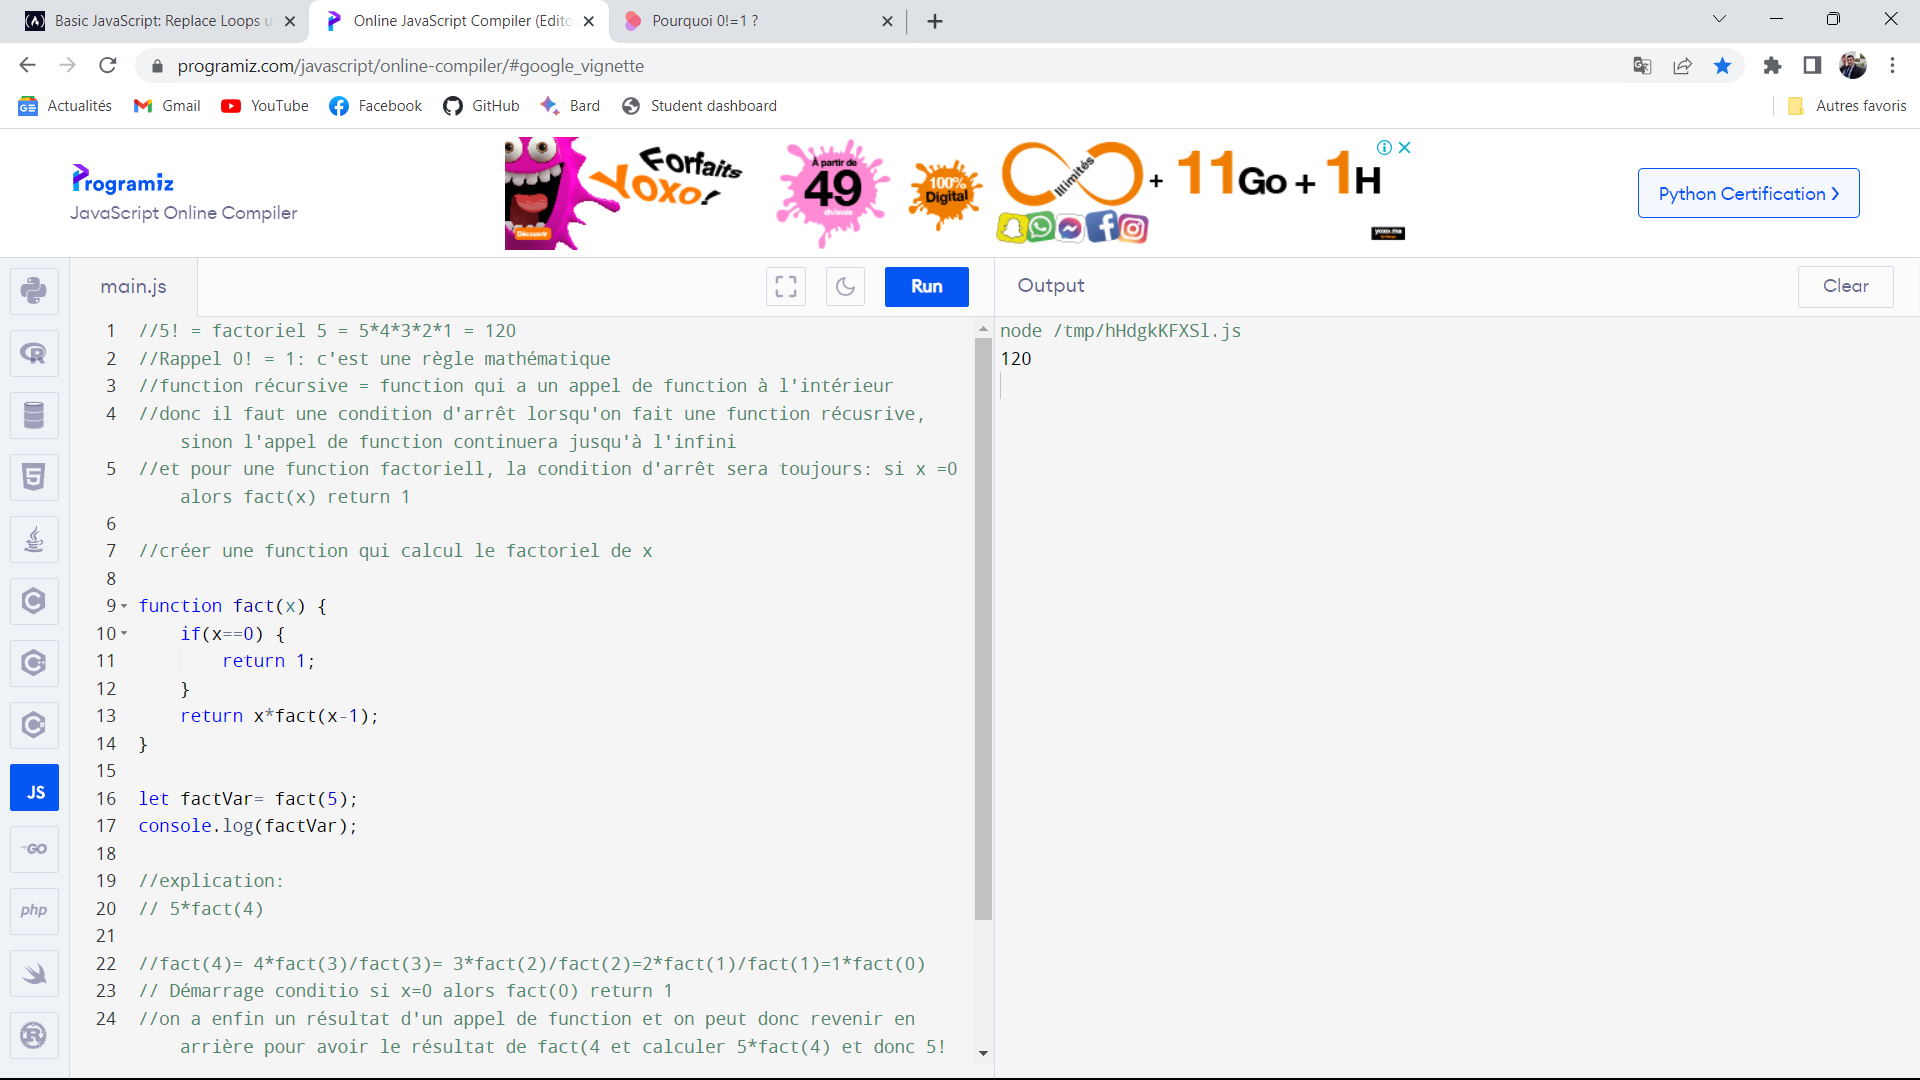 Basic JavaScript: Replace Loops u
Online JavaScript Compiler (Edito
Pourquoi 0!=1 ?
programiz.com/javascript/online-compiler/#google_vignette
Actualités
Gmail
YouTube
Facebook
GitHub
Bard
Student dashboard
Autres favoris
Programiz
JavaScript Online Compiler
Forfaits
YOXO!
Découvrir
À partir de
49
dh/mois
100%
Digital
Illimités
+ 11Go + 1H
yoxo.ma
Python Certification
main.js
Run
Output
Clear
1 //5! = factoriel 5 = 5*4*3*2*1 = 120
2 //Rappel 0! = 1: c'est une règle mathématique
3 //function récursive = function qui a un appel de function à l'intérieur
4 //donc il faut une condition d'arrêt lorsqu'on fait une function récusrive,
sinon l'appel de function continuera jusqu'à l'infini
5 //et pour une function factoriell, la condition d'arrêt sera toujours: si x =0
alors fact(x) return 1
6
7 //créer une function qui calcul le factoriel de x
8
9 function fact(x) {
10 if(x==0) {
11 return 1;
12 }
13 return x*fact(x-1);
14 }
15
16 let factVar= fact(5);
17 console.log(factVar);
18
19 //explication:
20 // 5*fact(4)
21
22 //fact(4)= 4*fact(3)/fact(3)= 3*fact(2)/fact(2)=2*fact(1)/fact(1)=1*fact(0)
23 // Démarrage conditio si x=0 alors fact(0) return 1
24 //on a enfin un résultat d'un appel de function et on peut donc revenir en
arrière pour avoir le résultat de fact(4 et calculer 5*fact(4) et donc 5!
node /tmp/hHdgkKFXSl.js
120
JS
GO
php